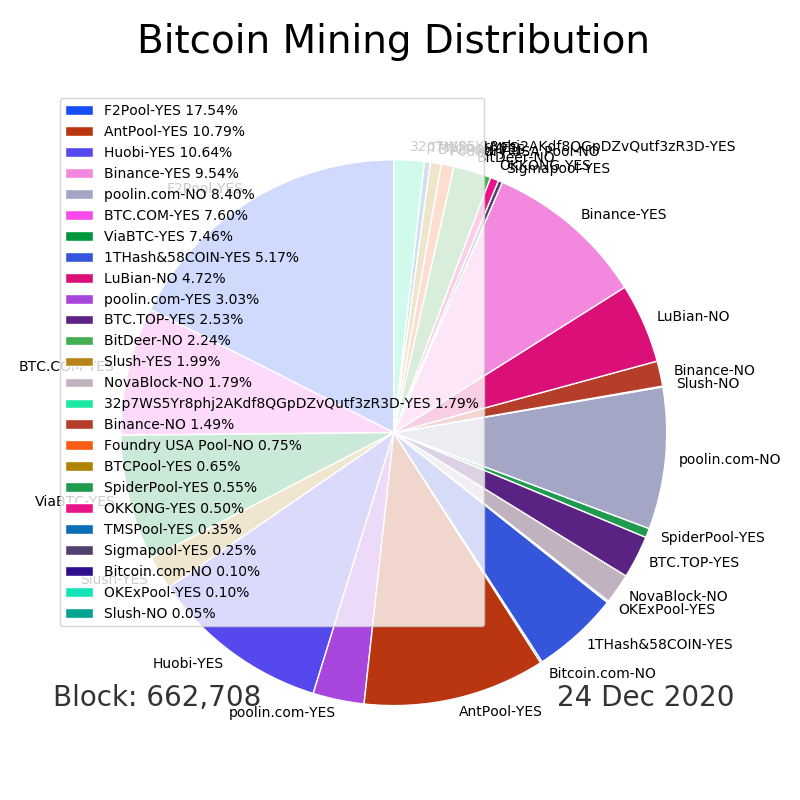 Bitcoin Mining Distribution
F2Pool-YES 17.54%
AntPool-YES 10.79%
Huobi-YES 10.64%
Binance-YES 9.54%
poolin.com-NO 8.40%
BTC.COM-YES 7.60%
ViaBTC-YES 7.46%
1THash&58COIN-YES 5.17%
LuBian-NO 4.72%
poolin.com-YES 3.03%
BTC.TOP-YES 2.53%
BitDeer-NO 2.24%
Slush-YES 1.99%
NovaBlock-NO 1.79%
32p7WS5Yr8phj2AKdf8QGpDZvQutf3zR3D-YES 1.79%
Binance-NO 1.49%
Foundry USA Pool-NO 0.75%
BTCPool-YES 0.65%
SpiderPool-YES 0.55%
OKKONG-YES 0.50%
TMSPool-YES 0.35%
Sigmapool-YES 0.25%
Bitcoin.com-NO 0.10%
OKExPool-YES 0.10%
Slush-NO 0.05%
BitDeer-NO
OKKONG-YES
Sigmapool-YES
Binance-YES
LuBian-NO
Binance-NO
Slush-NO
poolin.com-NO
SpiderPool-YES
BTC.TOP-YES
NovaBlock-NO
OKExPool-YES
1THash&58COIN-YES
Bitcoin.com-NO
AntPool-YES
poolin.com-YES
Huobi-YES
Slush-YES
ViaBTC-YES
BTC.COM-YES
F2Pool-YES
Block: 662,708
24 Dec 2020